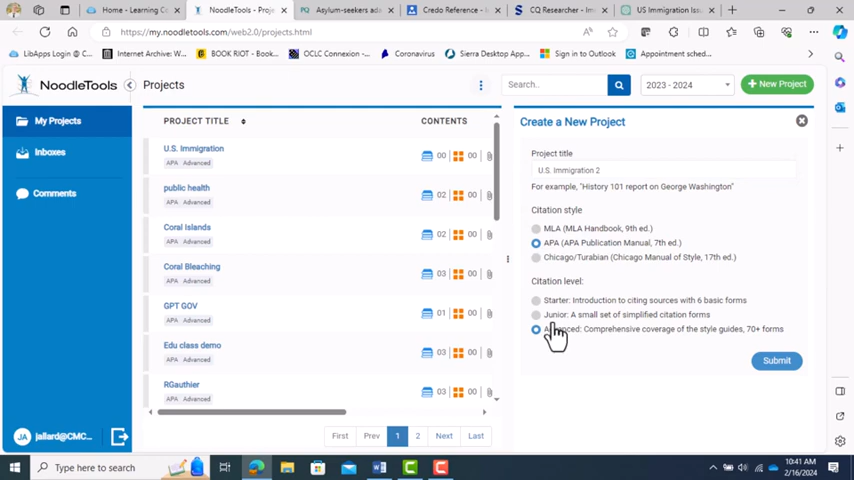 Home - Learning Co
NoodleTools - Proje
Asylum-seekers ada
Credo Reference - Im
CQ Researcher - Imm
US Immigration Issu
https://my.noodletools.com/web2.0/projects.html
LibApps Login @ C...
Internet Archive: W...
BOOK RIOT - Book...
OCLC Connexion -...
Coronavirus
Sierra Desktop App...
Sign in to Outlook
Appointment sched...
NoodleTools
Projects
Search..
2023 - 2024
New Project
My Projects
Inboxes
Comments
PROJECT TITLE
CONTENTS
U.S. Immigration
APA Advanced
00 00
public health
APA Advanced
02 00
Coral Islands
APA Advanced
02 00
Coral Bleaching
APA Advanced
03 00
GPT GOV
APA Advanced
01 00
Edu class demo
APA Advanced
03 00
RGauthier
APA Advanced
03 00
First Prev 1 2 Next Last
Create a New Project
Project title
U.S. Immigration 2
For example, "History 101 report on George Washington"
Citation style
MLA (MLA Handbook, 9th ed.)
APA (APA Publication Manual, 7th ed.)
Chicago/Turabian (Chicago Manual of Style, 17th ed.)
Citation level:
Starter: Introduction to citing sources with 6 basic forms
Junior: A small set of simplified citation forms
Advanced: Comprehensive coverage of the style guides, 70+ forms
Submit
JA
jallard@CMC...
Type here to search
10:41 AM
2/16/2024